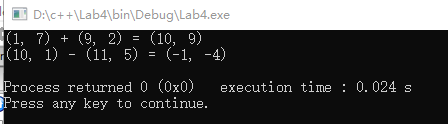 D:\c++\Lab4\bin\Debug\Lab4.exe
(1, 7) + (9, 2) = (10, 9)
(10, 1) - (11, 5) = (-1, -4)
Process returned 0 (0x0)   execution time : 0.024 s
Press any key to continue.